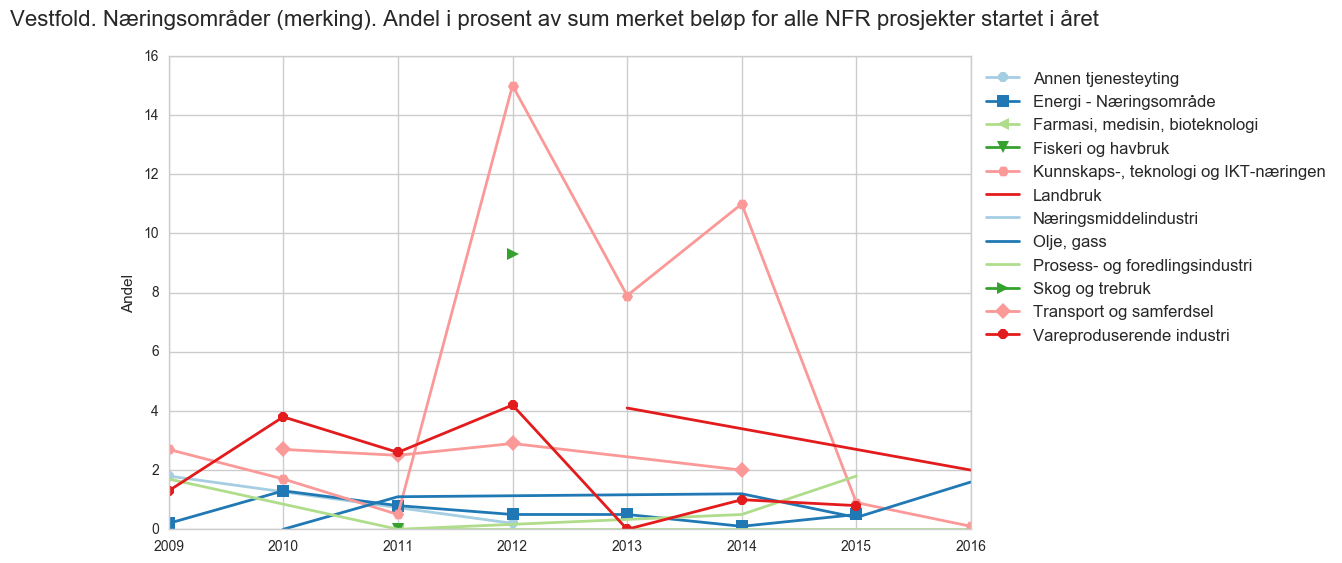 Vestfold. Næringsområder (merking). Andel i prosent av sum merket beløp for alle NFR prosjekter startet i året
16
14
12
10
8
6
4
2
0
Andel
2009 2010 2011 2012 2013 2014 2015 2016
Annen tjenesteyting
Energi - Næringsområde
Farmasi, medisin, bioteknologi
Fiskeri og havbruk
Kunnskaps-, teknologi og IKT-næringen
Landbruk
Næringsmiddelindustri
Olje, gass
Prosess- og foredlingsindustri
Skog og trebruk
Transport og samferdsel
Vareproduserende industri